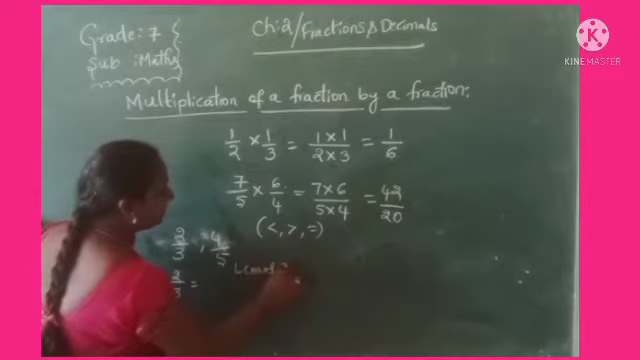 Grade: 7
Sub : Maths
Ch:2/Fractions & Decimals
KINEMASTER
Multiplication of a fraction by a fraction:
1/2 × 1/3 = 1×1/2×3 = 1/6
7/5 × 6/4 = 7×6/5×4 = 42/20
(<, >, =)
2/3 , 4/5
2/3 =